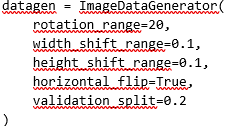 datagen = ImageDataGenerator(
    rotation_range=20,
    width_shift_range=0.1,
    height_shift_range=0.1,
    horizontal_flip=True,
    validation_split=0.2
)